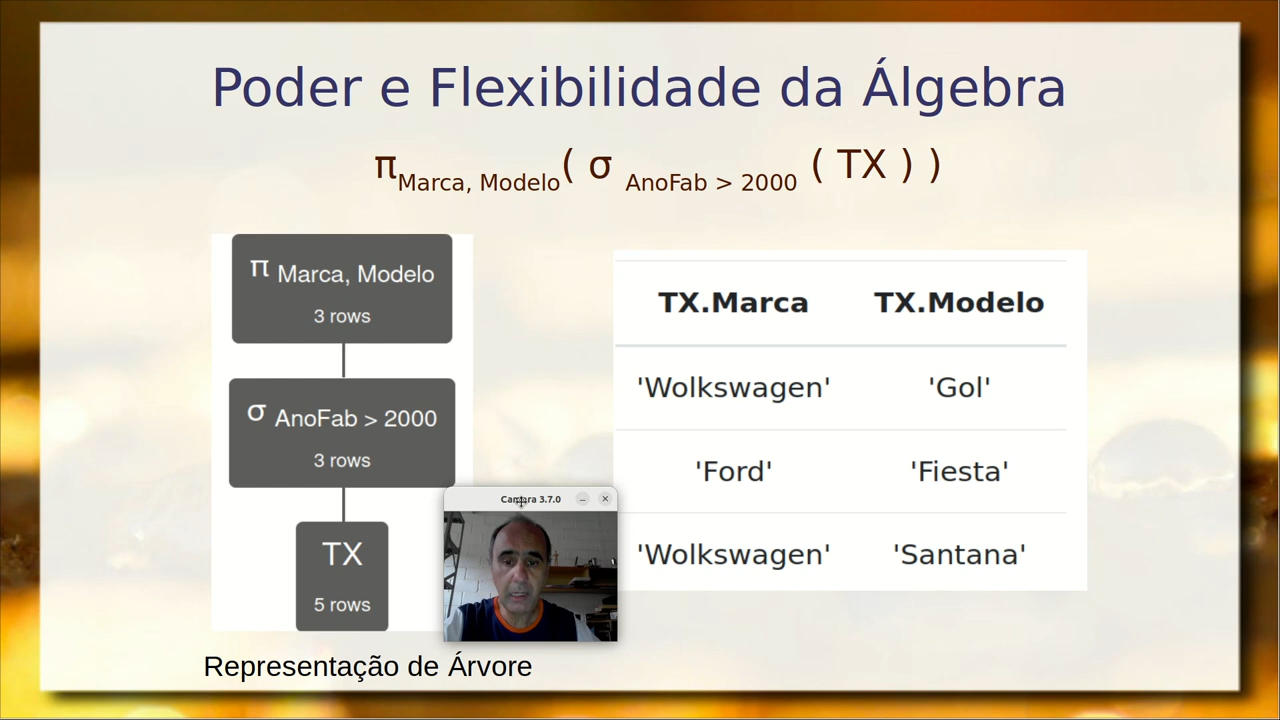 Poder e Flexibilidade da Álgebra
πMarca, Modelo( σ AnoFab > 2000 ( TX ) )
π Marca, Modelo
3 rows
σ AnoFab > 2000
3 rows
TX
5 rows
Representação de Árvore
TX.Marca TX.Modelo
'Wolkswagen' 'Gol'
'Ford' 'Fiesta'
'Wolkswagen' 'Santana'
3.7.0